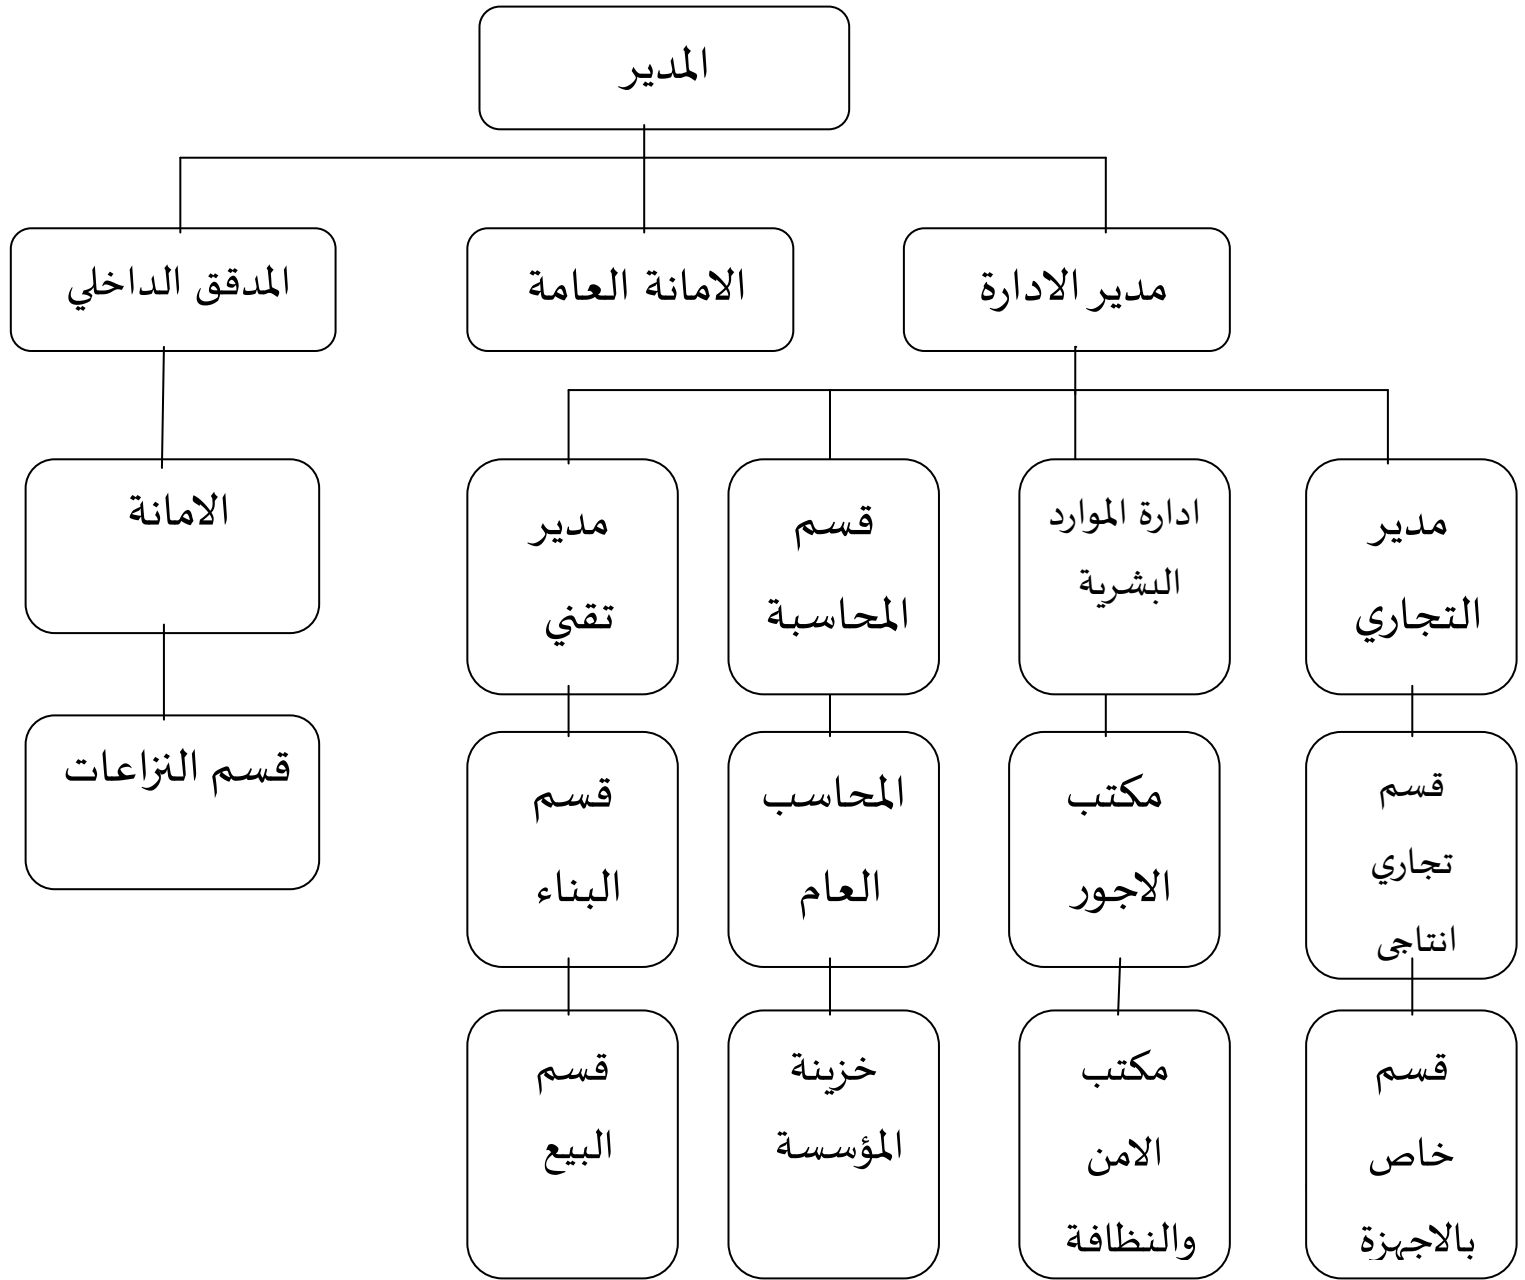 المدير
مدير الادارة
الامانة العامة
المدقق الداخلي
مدير
التجاري
ادارة الموارد
البشرية
قسم
المحاسبة
مدير
تقني
الامانة
قسم
تجاري
انتاجي
مكتب
الاجور
المحاسب
العام
قسم
البناء
قسم النزاعات
قسم
خاص
بالاجهزة
مكتب
الامن
والنظافة
خزينة
المؤسسة
قسم
البيع